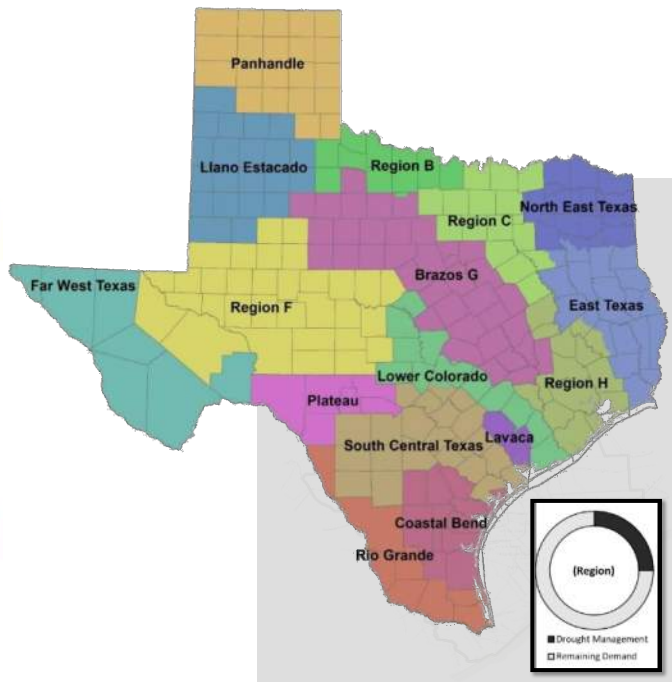 Panhandle
Llano Estacado
Region B
North East Texas
Region C
Brazos G
Far West Texas
Region F
East Texas
Lower Colorado
Region H
Plateau
South Central Texas
Lavaca
Coastal Bend
Rio Grande
(Region)
Drought Management
Remaining Demand